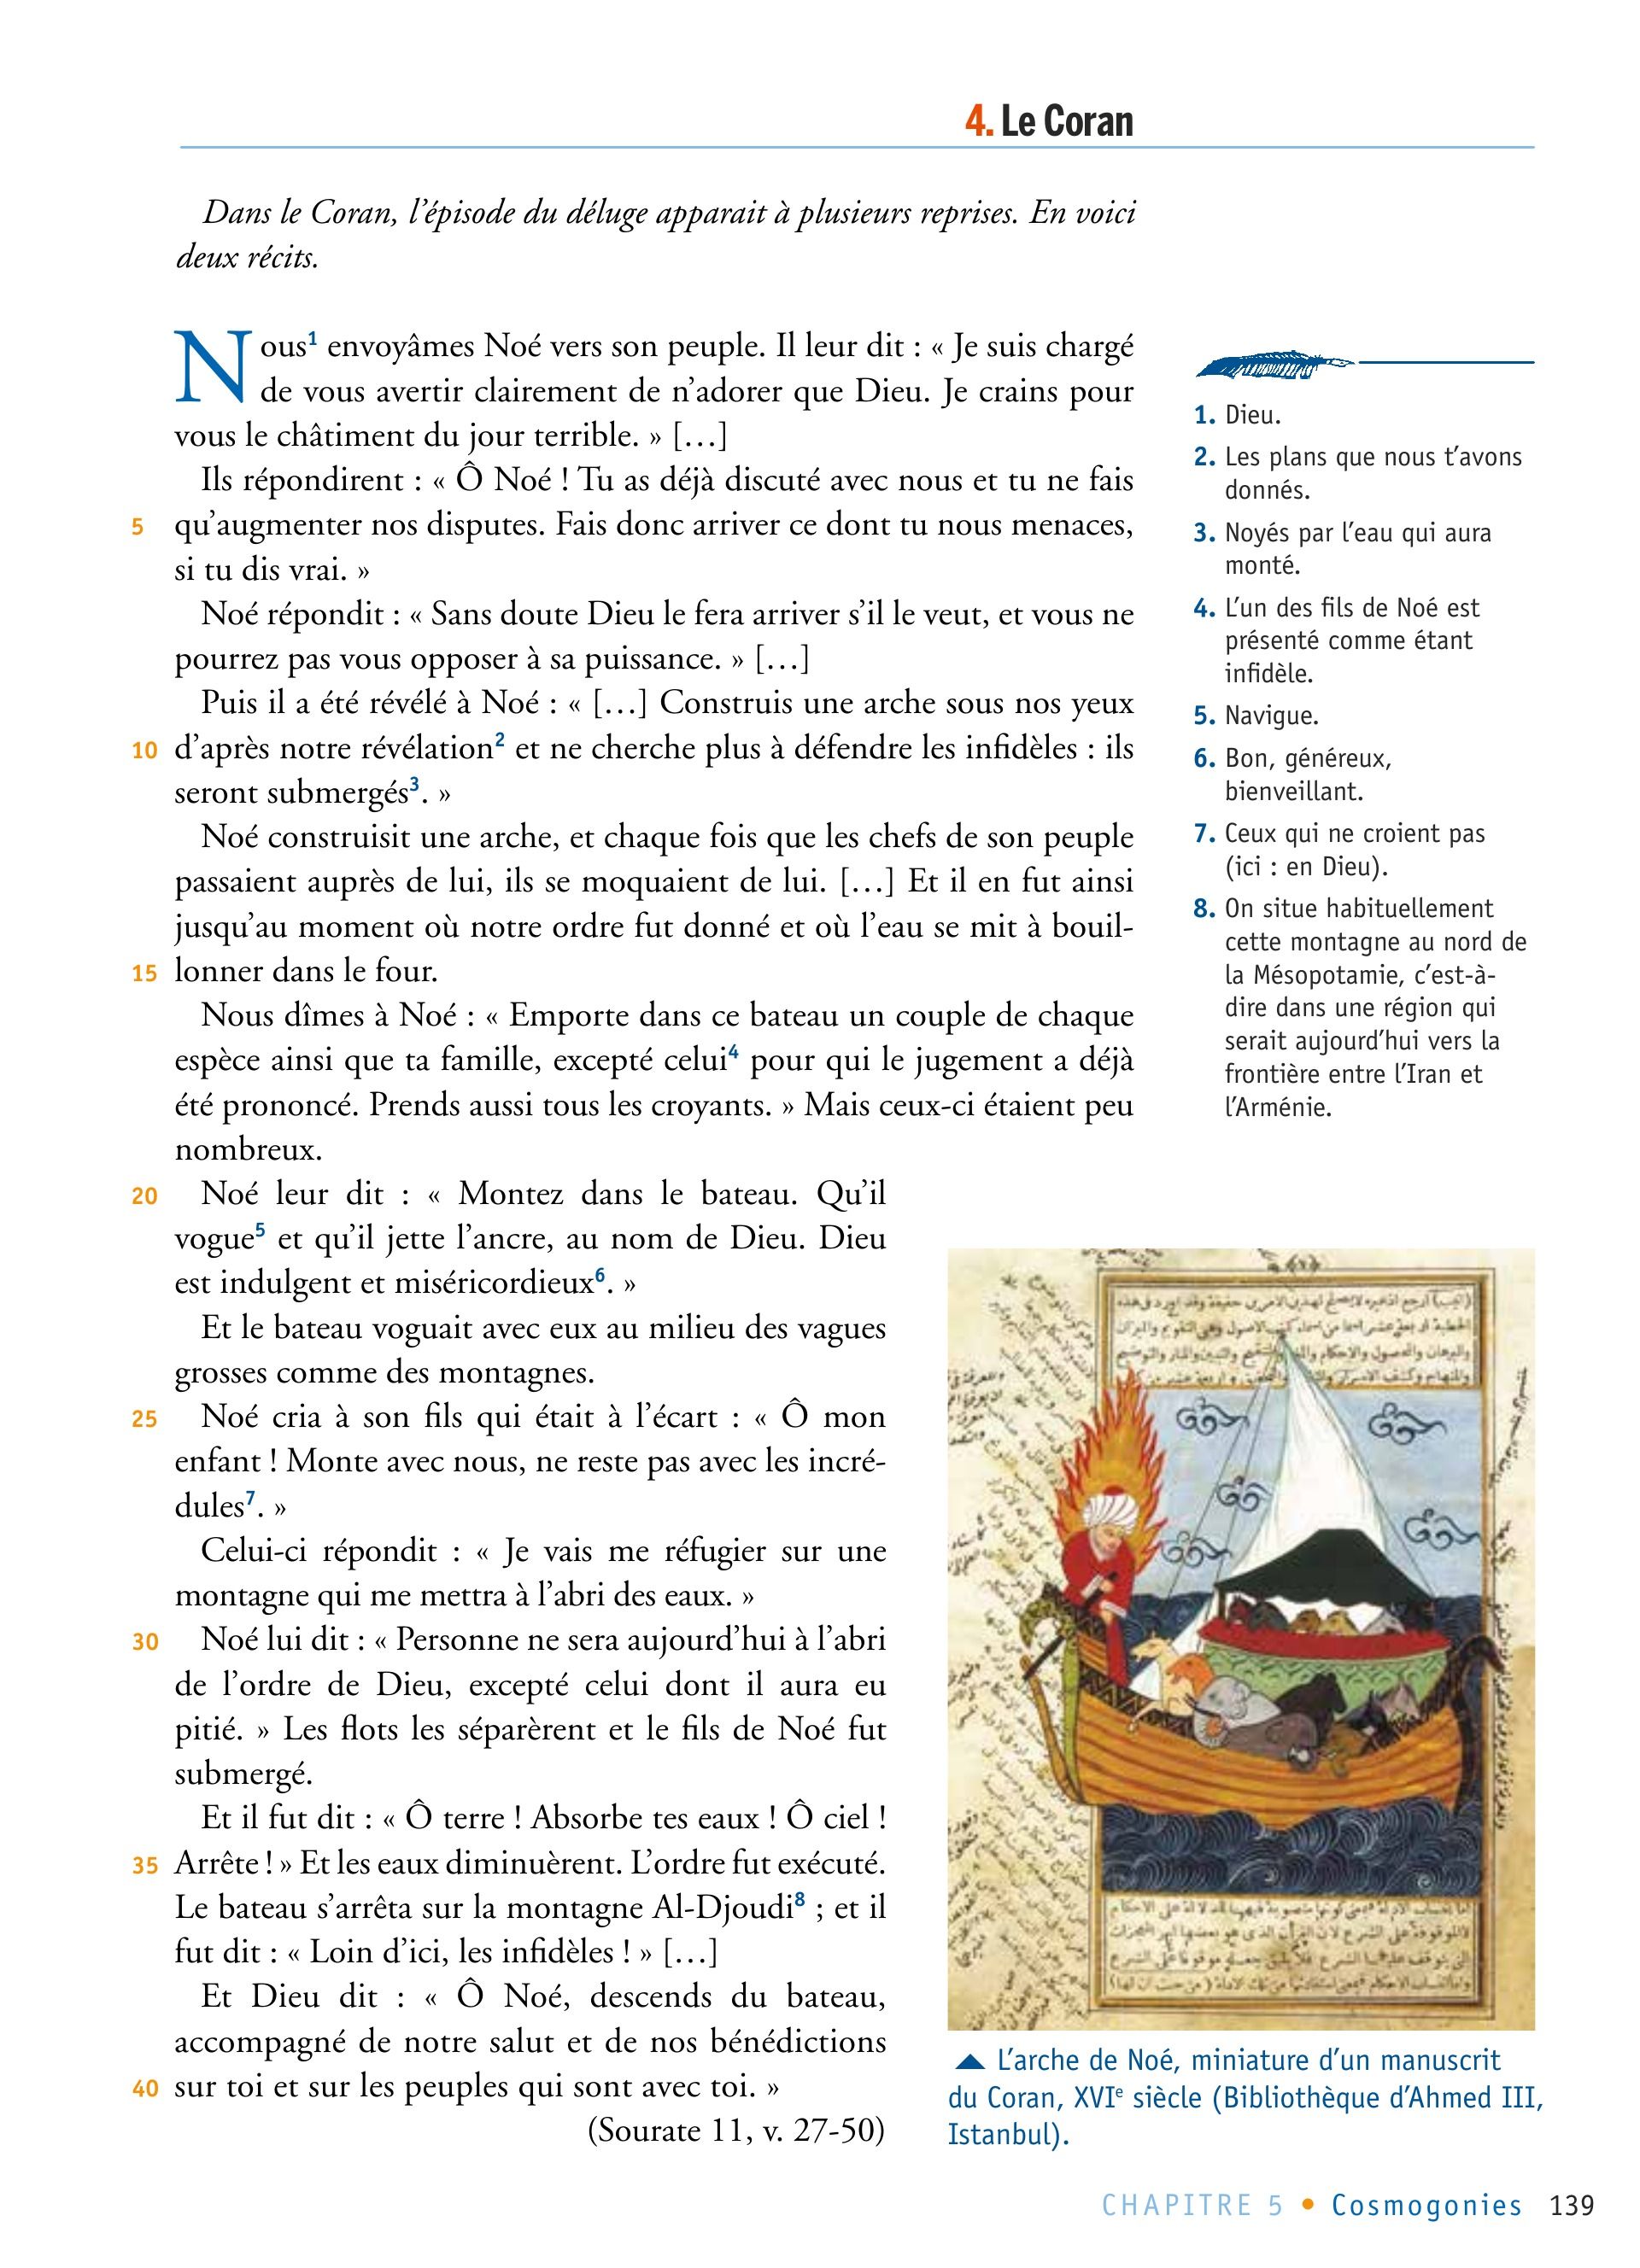 4. Le Coran
Dans le Coran, l'épisode du déluge apparait à plusieurs reprises. En voici
deux récits.
Nous¹ envoyâmes Noé vers son peuple. Il leur dit : « Je suis chargé
de vous avertir clairement de n'adorer que Dieu. Je crains pour
vous le châtiment du jour terrible. » […]
Ils répondirent : « Ô Noé ! Tu as déjà discuté avec nous et tu ne fais
5 qu'augmenter nos disputes. Fais donc arriver ce dont tu nous menaces,
si tu dis vrai. »
Noé répondit : « Sans doute Dieu le fera arriver s'il le veut, et vous ne
pourrez pas vous opposer à sa puissance. » […]
Puis il a été révélé à Noé : « […] Construis une arche sous nos yeux
10 d'après notre révélation² et ne cherche plus à défendre les infidèles : ils
seront submergés³. »
Noé construisit une arche, et chaque fois que les chefs de son peuple
passaient auprès de lui, ils se moquaient de lui. […] Et il en fut ainsi
jusqu'au moment où notre ordre fut donné et où l'eau se mit à bouil-
15 lonner dans le four.
Nous dîmes à Noé : « Emporte dans ce bateau un couple de chaque
espèce ainsi que ta famille, excepté celui⁴ pour qui le jugement a déjà
été prononcé. Prends aussi tous les croyants. » Mais ceux-ci étaient peu
nombreux.
20 Noé leur dit : « Montez dans le bateau. Qu'il
vogue⁵ et qu'il jette l'ancre, au nom de Dieu. Dieu
est indulgent et miséricordieux⁶. »
Et le bateau voguait avec eux au milieu des vagues
grosses comme des montagnes.
25 Noé cria à son fils qui était à l'écart : « Ô mon
enfant ! Monte avec nous, ne reste pas avec les incré-
dules⁷. »
Celui-ci répondit : « Je vais me réfugier sur une
montagne qui me mettra à l'abri des eaux. »
30 Noé lui dit : « Personne ne sera aujourd'hui à l'abri
de l'ordre de Dieu, excepté celui dont il aura eu
pitié. » Les flots les séparèrent et le fils de Noé fut
submergé.
Et il fut dit : « Ô terre ! Absorbe tes eaux ! Ô ciel !
35 Arrête ! » Et les eaux diminuèrent. L'ordre fut exécuté.
Le bateau s'arrêta sur la montagne Al-Djoudi⁸ ; et il
fut dit : « Loin d'ici, les infidèles ! » […]
Et Dieu dit : « Ô Noé, descends du bateau,
accompagné de notre salut et de nos bénédictions
40 sur toi et sur les peuples qui sont avec toi. »
(Sourate 11, v. 27-50)
1. Dieu.
2. Les plans que nous t'avons
donnés.
3. Noyés par l'eau qui aura
monté.
4. L'un des fils de Noé est
présenté comme étant
infidèle.
5. Navigue.
6. Bon, généreux,
bienveillant.
7. Ceux qui ne croient pas
(ici : en Dieu).
8. On situe habituellement
cette montagne au nord de
la Mésopotamie, c'est-à-
dire dans une région qui
serait aujourd'hui vers la
frontière entre l'Iran et
l'Arménie.
▲ L'arche de Noé, miniature d'un manuscrit
du Coran, XVIᵉ siècle (Bibliothèque d'Ahmed III,
Istanbul).
CHAPITRE 5 • Cosmogonies 139